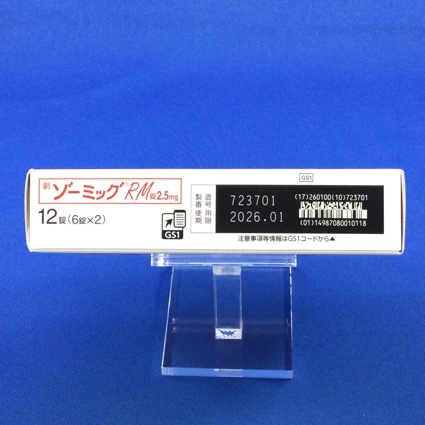 劇 ゾーミッグ®RM錠2.5mg
12錠(6錠×2)
GS1
製造番号 723701
使用期限 2026.01
GS1
(17)260100(10)723701
(01)14987080010118
注意事項等情報はGS1コードから▲